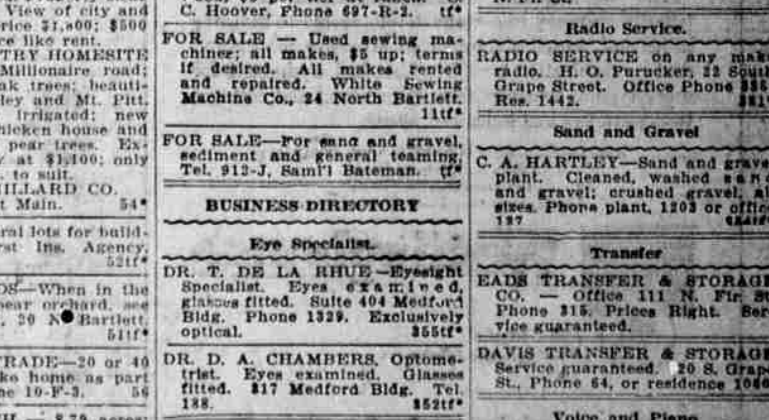 View of city and
price $1,800; $500
re like rent.
TRY HOMESITE
Millionaire road;
ak trees; beauti-
ley and Mt. Pitt.
irrigated; new
hicken house and
pear trees. Ex-
y at $1,100; only
to suit.
ILLARD CO.
t Main. 54*
ral lots for build-
rst Ins. Agency.
52tf*
DS—When in the
pear orchard, see
20 N Bartlett.
51tf*
TRADE—20 or 40
ke home as part
ne 10-F-3. 56
C. Hoover, Phone 697-R-2. tf*
FOR SALE — Used sewing ma-
chines; all makes, $5 up; terms
if desired. All makes rented
and repaired. White Sewing
Machine Co., 24 North Bartlett.
11tf*
FOR SALE—For sand and gravel,
sediment and general teaming,
Tel. 912-J, Saml'l Bateman. tf*
BUSINESS DIRECTORY
Eye Specialist.
DR. T. DE LA RHUE—Eyesight
Specialist. Eyes examined,
glasses fitted. Suite 404 Medford
Bldg. Phone 1329. Exclusively
optical. 355tf*
DR. D. A. CHAMBERS, Optome-
trist. Eyes examined. Glasses
fitted. 317 Medford Bldg. Tel.
188. 352tf*
Radio Service.
RADIO SERVICE on any make
radio. H. O. Purucker, 22 South
Grape Street. Office Phone
Res. 1442.
Sand and Gravel
C. A. HARTLEY—Sand and grave
plant. Cleaned, washed sand
and gravel; crushed gravel, al
sizes. Phone plant, 1203 or office
127
Transfer
EADS TRANSFER & STORAGE
CO. — Office 111 N. Fir St
Phone 315. Prices Right. Ser
vice guaranteed.
DAVIS TRANSFER & STORAGE
Service guaranteed. 20 S. Grape
St., Phone 64, or residence 1060
Voice and Piano